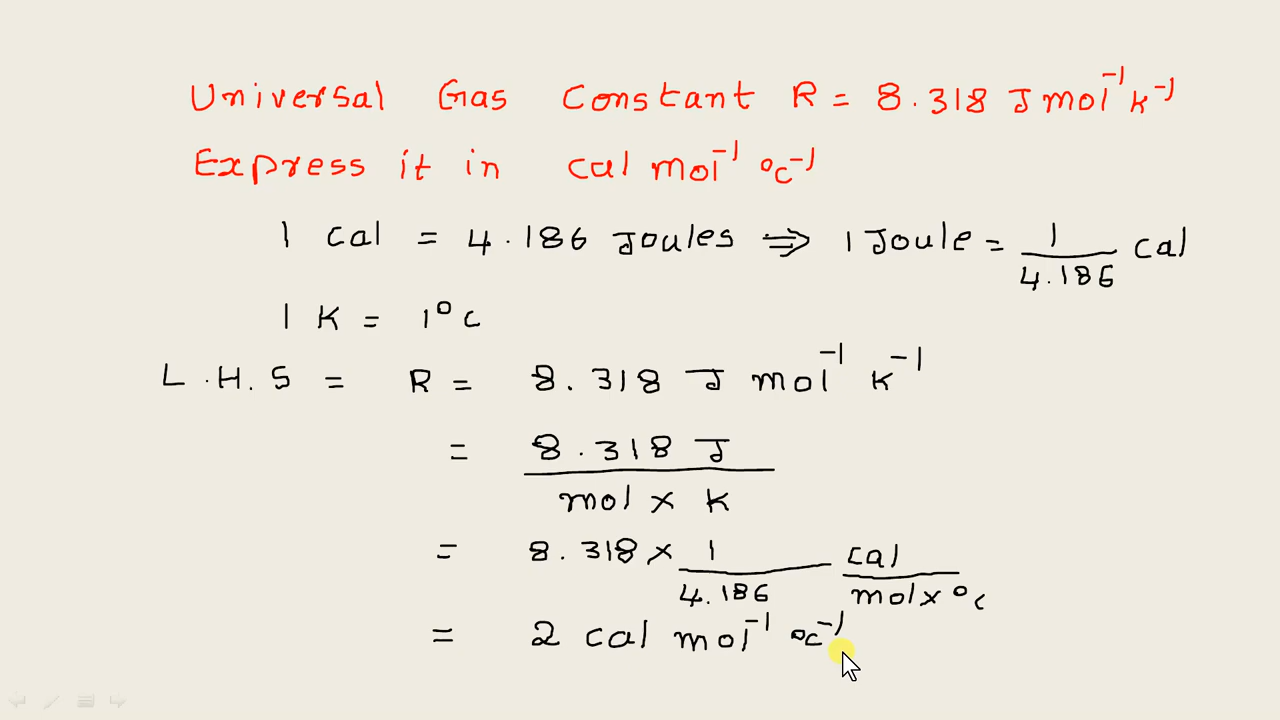 Universal Gas Constant R = 8.318 J mol⁻¹ K⁻¹
Express it in cal mol⁻¹ °c⁻¹
1 cal = 4.186 Joules ⇒ 1 Joule = 1/4.186 cal
1 K = 1°c
L.H.S = R = 8.318 J mol⁻¹ K⁻¹
= 8.318 J / mol × K
= 8.318 × 1/4.186 cal/mol×°c
= 2 cal mol⁻¹ °c⁻¹